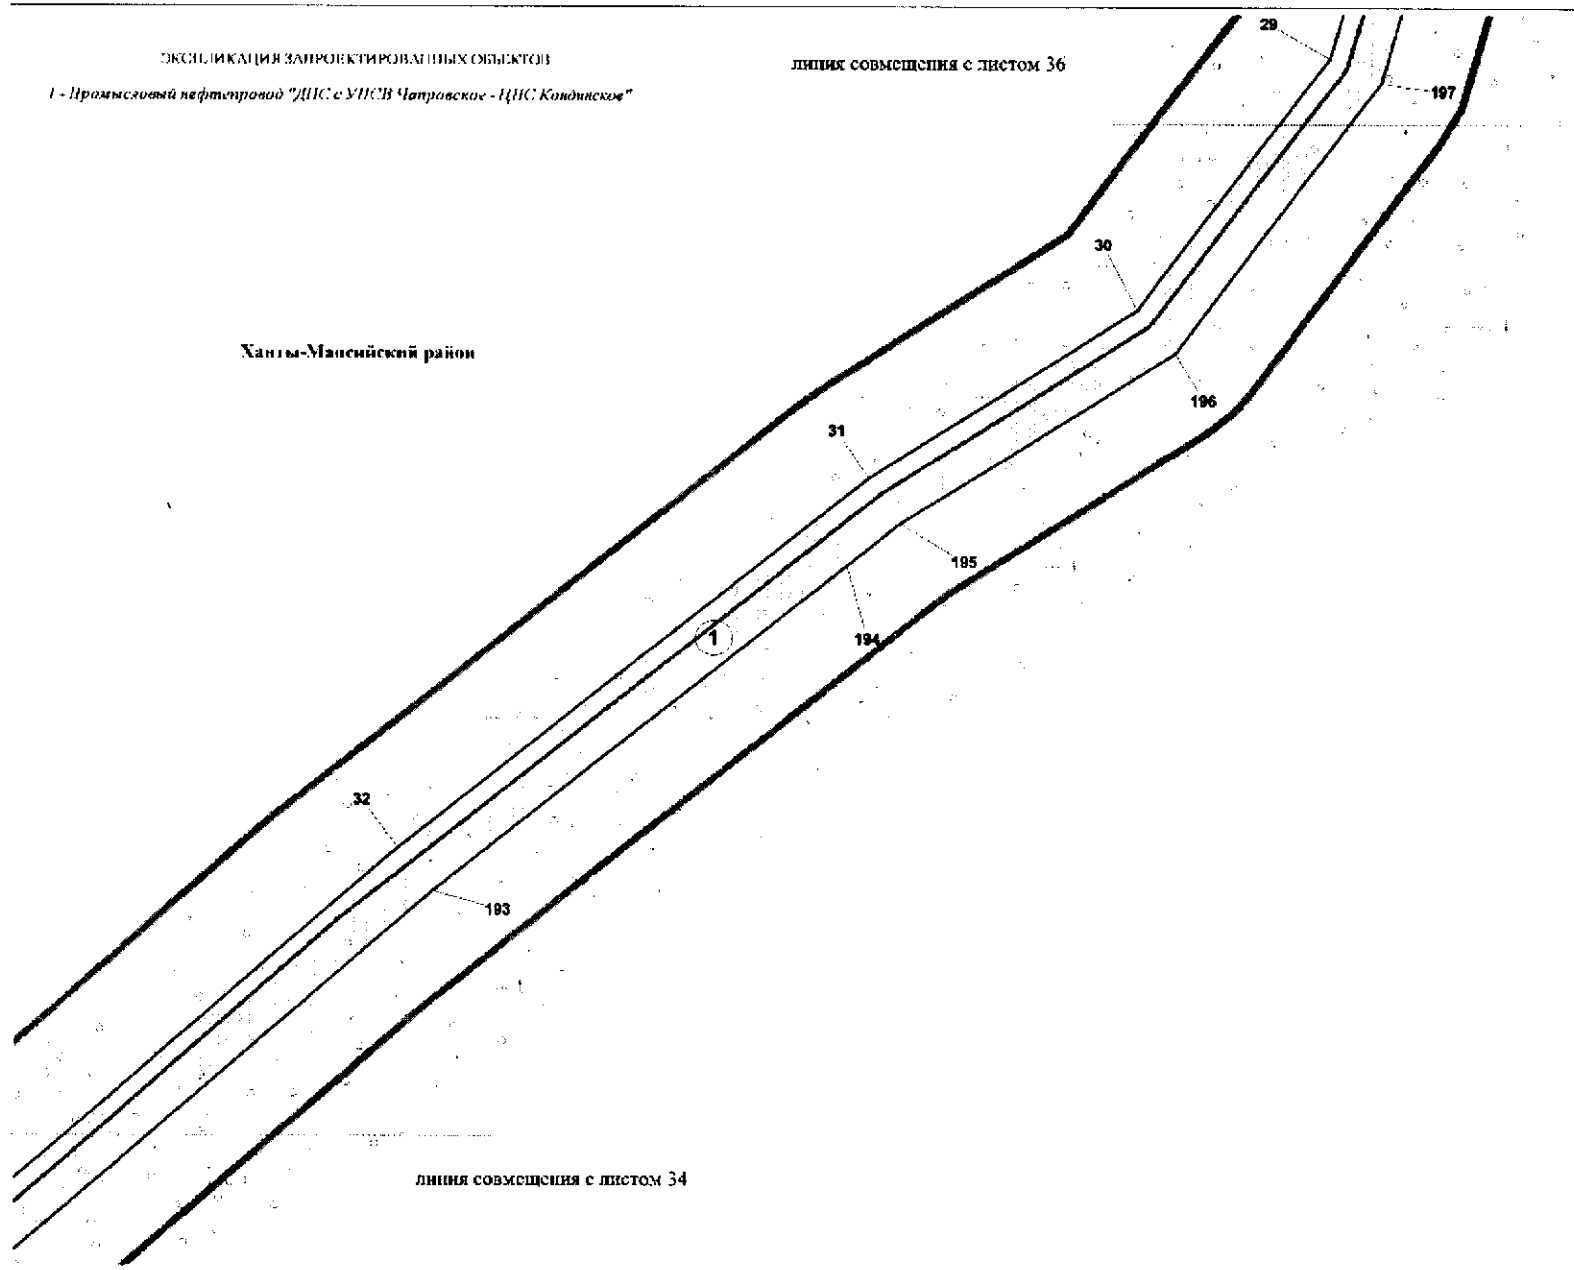 ЭКСПЛИКАЦИЯ ЗАПРОЕКТИРОВАННЫХ ОБЪЕКТОВ
линия совмещения с листом 36
1 - Промысловый нефтепровод "ДНС с УПСВ Чапровское - ЦПС Кондинское"
29
197
30
Ханты-Мансийский район
196
31
195
1
194
32
193
линия совмещения с листом 34